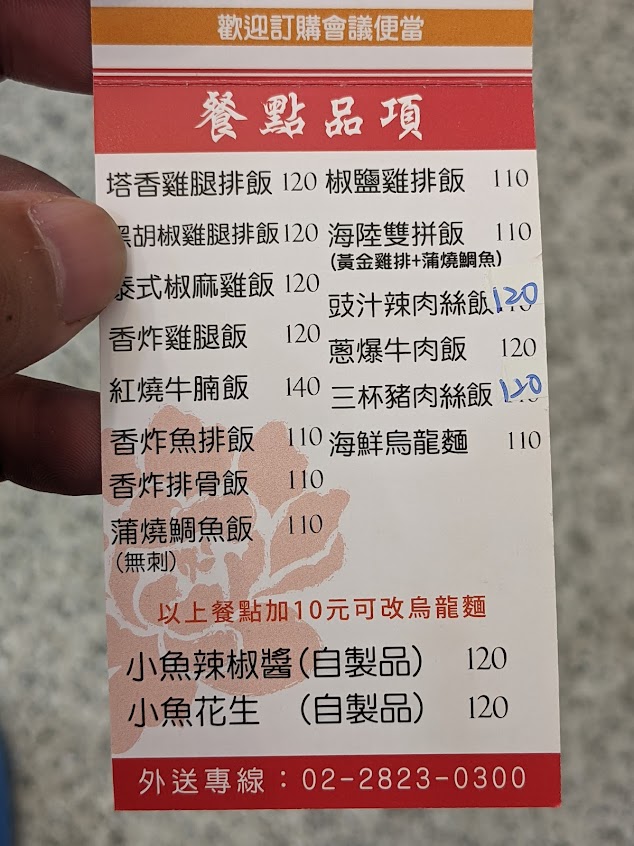 歡迎訂購會議便當
餐點品項
塔香雞腿排飯 120
黑胡椒雞腿排飯 120
泰式椒麻雞飯 120
香炸雞腿飯 120
紅燒牛腩飯 140
香炸魚排飯 110
香炸排骨飯 110
蒲燒鯛魚飯 110
(無刺)
椒鹽雞排飯 110
海陸雙拼飯 110
(黃金雞排+蒲燒鯛魚)
豉汁辣肉絲飯 120
蔥爆牛肉飯 120
三杯豬肉絲飯 120
海鮮烏龍麵 110
以上餐點加10元可改烏龍麵
小魚辣椒醬(自製品) 120
小魚花生 (自製品) 120
外送專線：02-2823-0300